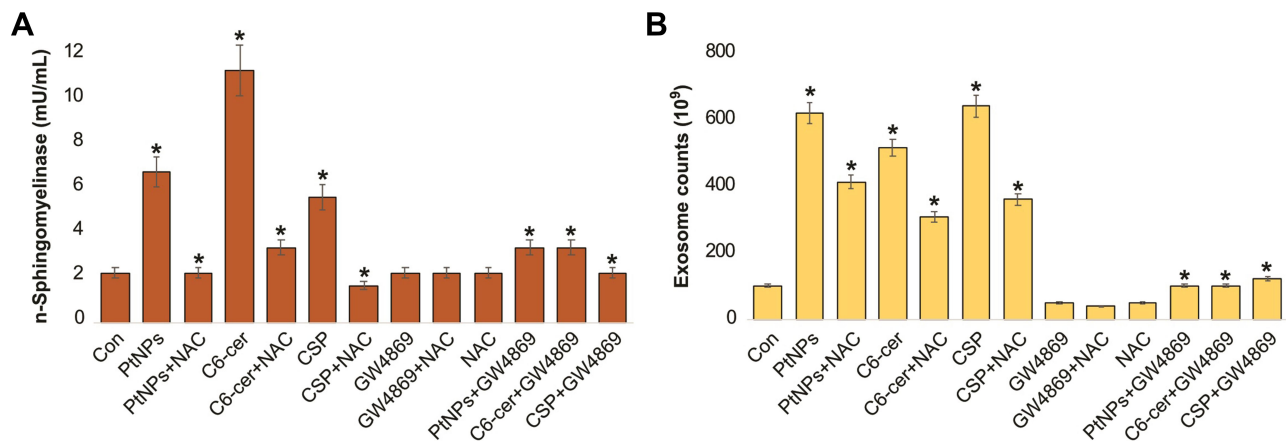 A
n-Sphingomyelinase (mU/mL)
12
10
8
6
4
2
0
*
*
*
*
*
*
*
*
*
Con
PtNPs
PtNPs+NAC
C6-cer
C6-cer+NAC
CSP
CSP+NAC
GW4869
GW4869+NAC
NAC
PtNPs+GW4869
C6-cer+GW4869
CSP+GW4869
B
Exosome counts (10⁹)
800
600
400
200
0
*
*
*
*
*
*
*
*
*
Con
PtNPs
PtNPs+NAC
C6-cer
C6-cer+NAC
CSP
CSP+NAC
GW4869
GW4869+NAC
NAC
PtNPs+GW4869
C6-cer+GW4869
CSP+GW4869